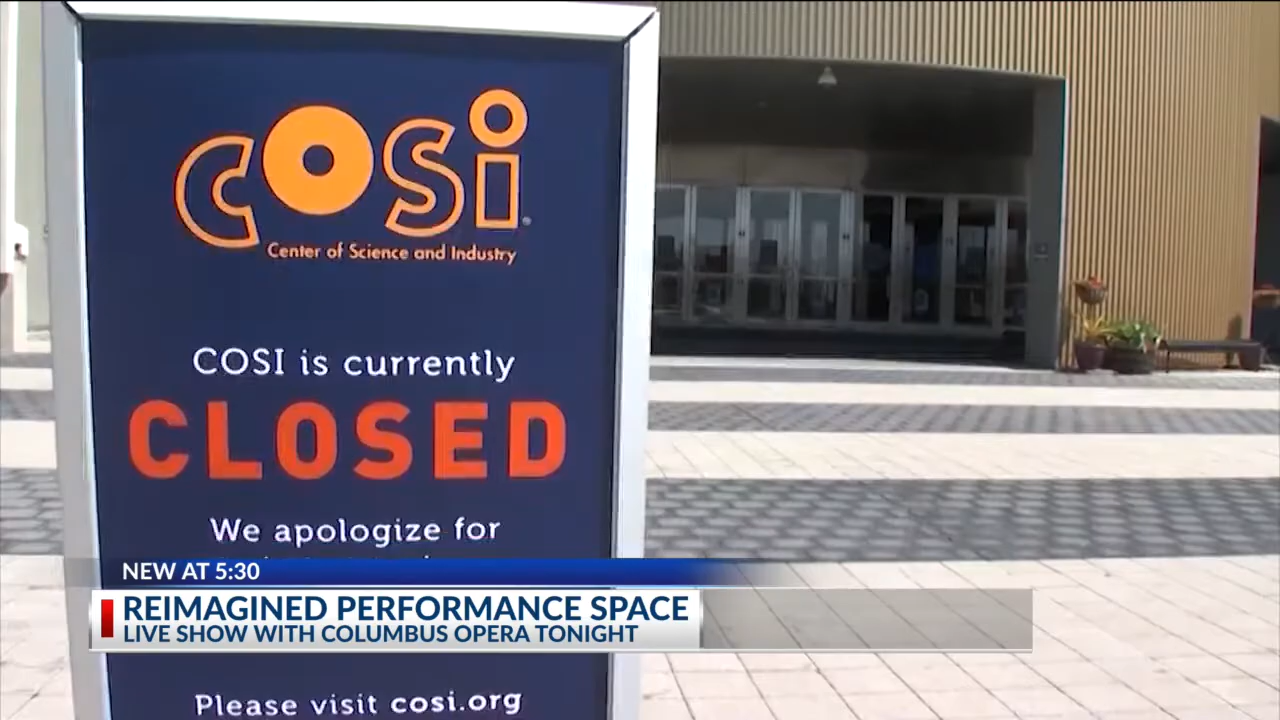 COSI
Center of Science and Industry
COSI is currently
CLOSED
We apologize for
NEW AT 5:30
REIMAGINED PERFORMANCE SPACE
LIVE SHOW WITH COLUMBUS OPERA TONIGHT
Please visit cosi.org